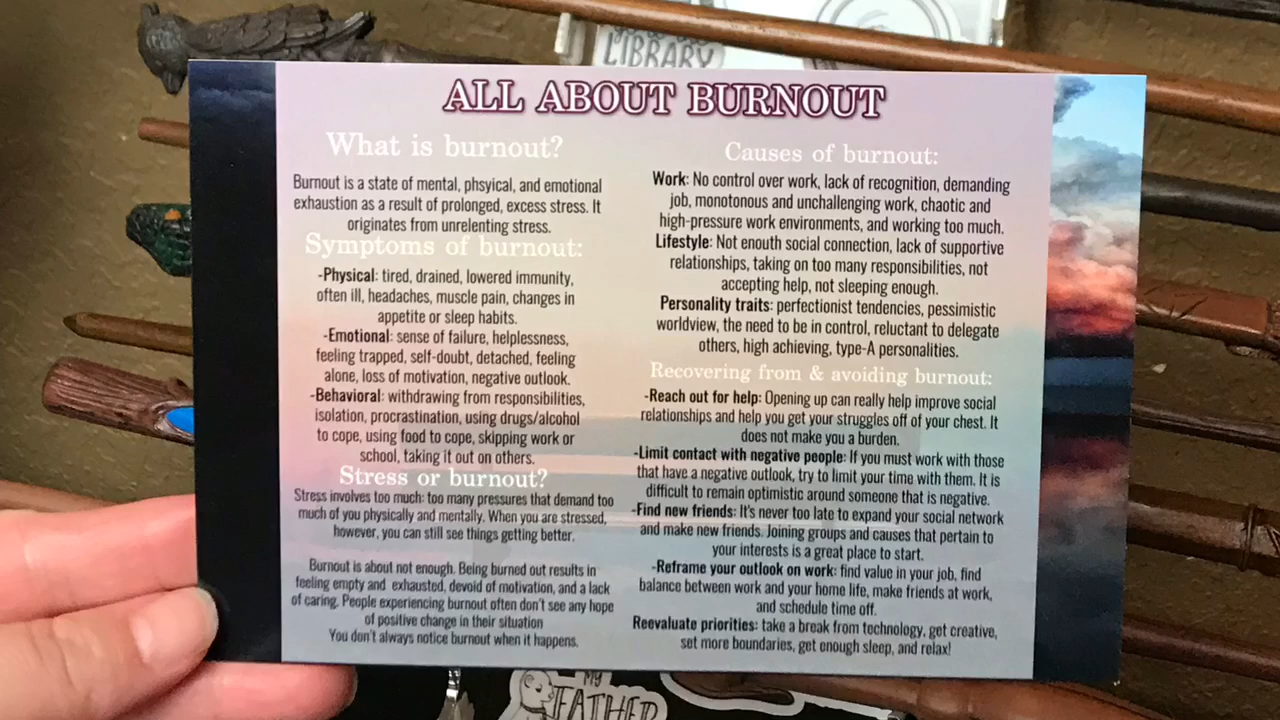 LIBRARY
ALL ABOUT BURNOUT
What is burnout?
Burnout is a state of mental, phsyical, and emotional
exhaustion as a result of prolonged, excess stress. It
originates from unrelenting stress.
Symptoms of burnout:
-Physical: tired, drained, lowered immunity,
often ill, headaches, muscle pain, changes in
appetite or sleep habits.
-Emotional: sense of failure, helplessness,
feeling trapped, self-doubt, detached, feeling
alone, loss of motivation, negative outlook.
-Behavioral: withdrawing from responsibilities,
isolation, procrastination, using drugs/alcohol
to cope, using food to cope, skipping work or
school, taking it out on others.
Stress or burnout?
Stress involves too much: too many pressures that demand too
much of you physically and mentally. When you are stressed,
however, you can still see things getting better.
Burnout is about not enough. Being burned out results in
feeling empty and exhausted, devoid of motivation, and a lack
of caring. People experiencing burnout often don't see any hope
of positive change in their situation
You don't always notice burnout when it happens.
Causes of burnout:
Work: No control over work, lack of recognition, demanding
job, monotonous and unchallenging work, chaotic and
high-pressure work environments, and working too much.
Lifestyle: Not enouth social connection, lack of supportive
relationships, taking on too many responsibilities, not
accepting help, not sleeping enough.
Personality traits: perfectionist tendencies, pessimistic
worldview, the need to be in control, reluctant to delegate
others, high achieving, type-A personalities.
Recovering from & avoiding burnout:
-Reach out for help: Opening up can really help improve social
relationships and help you get your struggles off of your chest. It
does not make you a burden.
-Limit contact with negative people: If you must work with those
that have a negative outlook, try to limit your time with them. It is
difficult to remain optimistic around someone that is negative.
-Find new friends: It's never too late to expand your social network
and make new friends. Joining groups and causes that pertain to
your interests is a great place to start.
-Reframe your outlook on work: find value in your job, find
balance between work and your home life, make friends at work,
and schedule time off.
Reevaluate priorities: take a break from technology, get creative,
set more boundaries, get enough sleep, and relax!
MY
FATHER